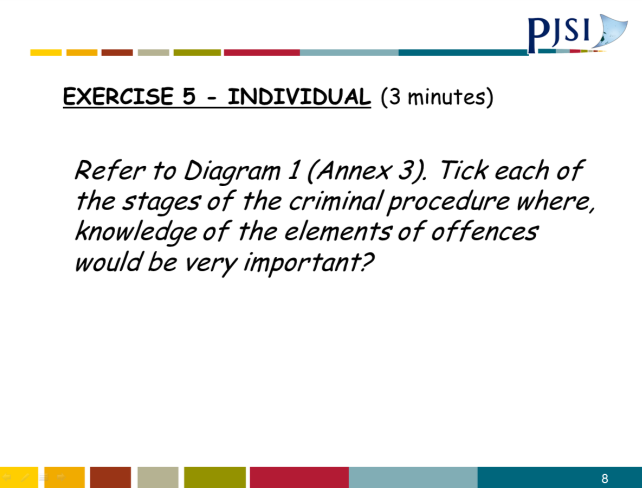 PJSI
EXERCISE 5 - INDIVIDUAL (3 minutes)
Refer to Diagram 1 (Annex 3). Tick each of
the stages of the criminal procedure where,
knowledge of the elements of offences
would be very important?
8